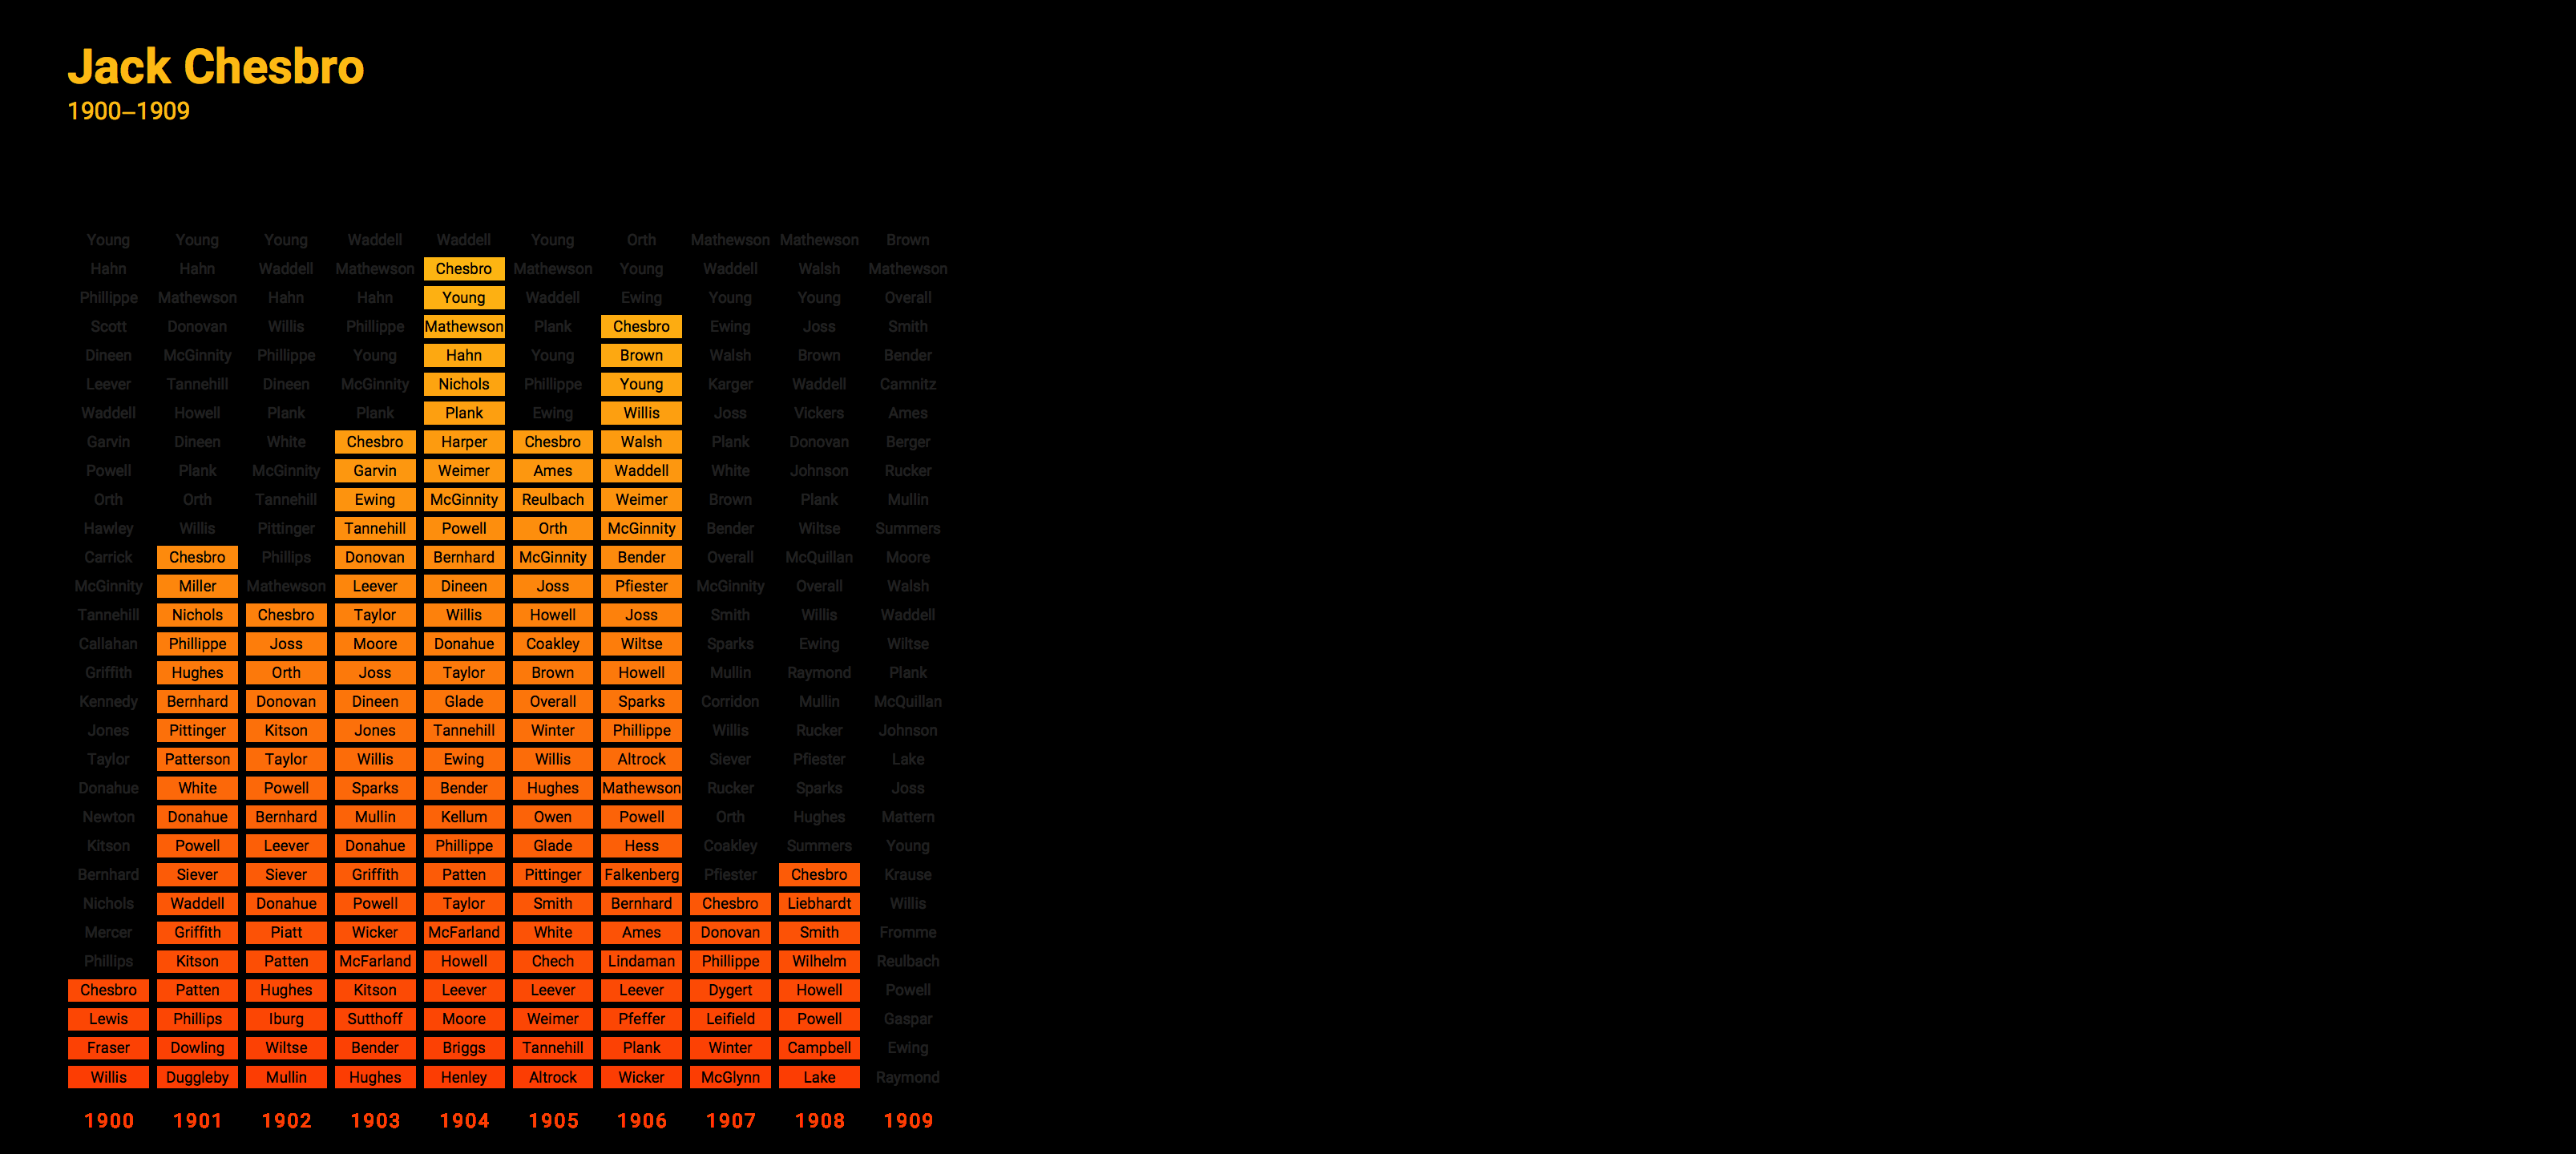 Jack Chesbro
1900–1909
Young Young Young Waddell Waddell Young Orth Mathewson Mathewson Brown
Hahn Hahn Waddell Mathewson Chesbro Mathewson Young Waddell Walsh Mathewson
Phillippe Mathewson Hahn Hahn Young Waddell Ewing Young Young Overall
Scott Donovan Willis Phillippe Mathewson Plank Chesbro Ewing Joss Smith
Dineen McGinnity Phillippe Young Hahn Young Brown Walsh Brown Bender
Leever Tannehill Dineen McGinnity Nichols Phillippe Young Karger Waddell Camnitz
Waddell Howell Plank Plank Plank Ewing Willis Joss Vickers Ames
Garvin Dineen White Chesbro Harper Chesbro Walsh Plank Donovan Berger
Powell Plank McGinnity Garvin Weimer Ames Waddell White Johnson Rucker
Orth Orth Tannehill Ewing McGinnity Reulbach Weimer Brown Plank Mullin
Hawley Willis Pittinger Tannehill Powell Orth McGinnity Bender Wiltse Summers
Carrick Chesbro Phillips Donovan Bernhard McGinnity Bender Overall McQuillan Moore
McGinnity Miller Mathewson Leever Dineen Joss Pfiester McGinnity Overall Walsh
Tannehill Nichols Chesbro Taylor Willis Howell Joss Smith Willis Waddell
Callahan Phillippe Joss Moore Donahue Coakley Wiltse Sparks Ewing Wiltse
Griffith Hughes Orth Joss Taylor Brown Howell Mullin Raymond Plank
Kennedy Bernhard Donovan Dineen Glade Overall Sparks Corridon Mullin McQuillan
Jones Pittinger Kitson Jones Tannehill Winter Phillippe Willis Rucker Johnson
Taylor Patterson Taylor Willis Ewing Willis Altrock Siever Pfiester Lake
Donahue White Powell Sparks Bender Hughes Mathewson Rucker Sparks Joss
Newton Donahue Bernhard Mullin Kellum Owen Powell Orth Hughes Mattern
Kitson Powell Leever Donahue Phillippe Glade Hess Coakley Summers Young
Bernhard Siever Siever Griffith Patten Pittinger Falkenberg Pfiester Chesbro Krause
Nichols Waddell Donahue Powell Taylor Smith Bernhard Chesbro Liebhardt Willis
Mercer Griffith Piatt Wicker McFarland White Ames Donovan Smith Fromme
Phillips Kitson Patten McFarland Howell Chech Lindaman Phillippe Wilhelm Reulbach
Chesbro Patten Hughes Kitson Leever Leever Leever Dygert Howell Powell
Lewis Phillips Iburg Sutthoff Moore Weimer Pfeffer Leifield Powell Gaspar
Fraser Dowling Wiltse Bender Briggs Tannehill Plank Winter Campbell Ewing
Willis Duggleby Mullin Hughes Henley Altrock Wicker McGlynn Lake Raymond
1900 1901 1902 1903 1904 1905 1906 1907 1908 1909